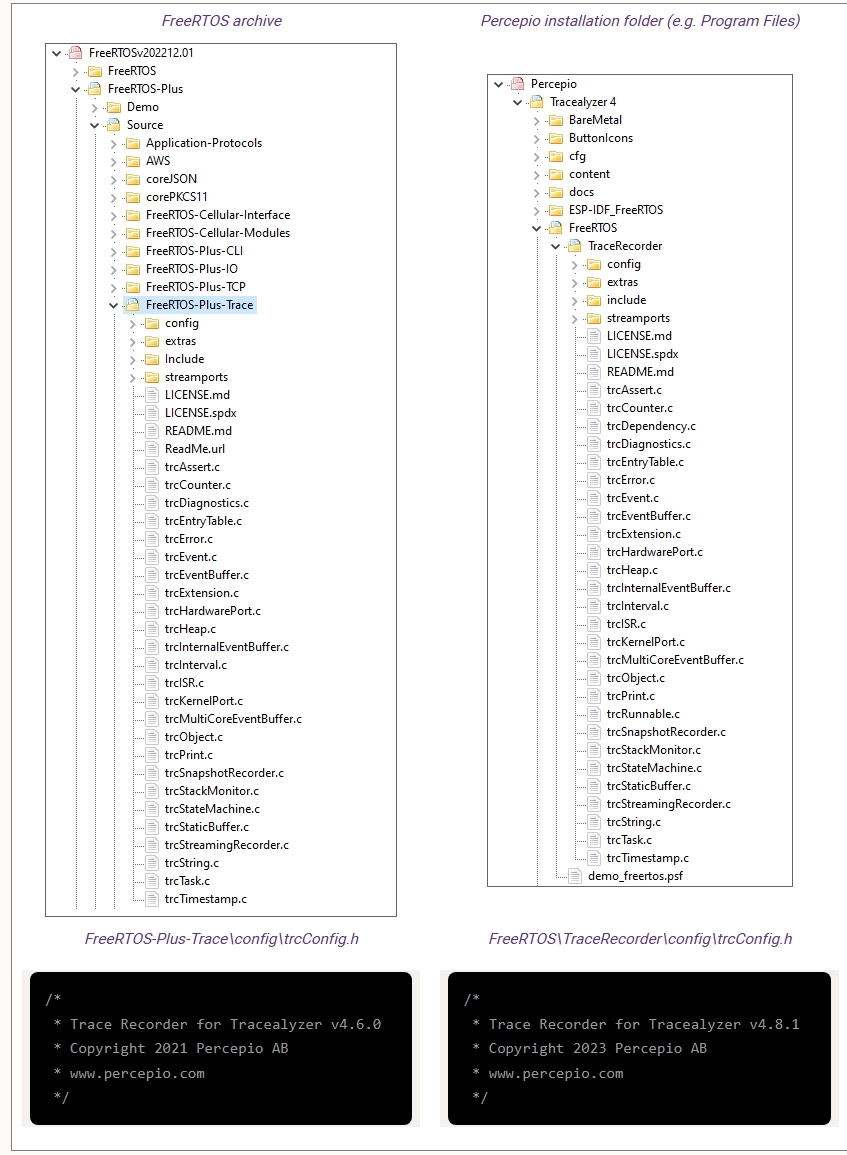 FreeRTOS archive
FreeRTOSv202212.01
FreeRTOS
FreeRTOS-Plus
Demo
Source
Application-Protocols
AWS
coreJSON
corePKCS11
FreeRTOS-Cellular-Interface
FreeRTOS-Cellular-Modules
FreeRTOS-Plus-CLI
FreeRTOS-Plus-IO
FreeRTOS-Plus-TCP
FreeRTOS-Plus-Trace
config
extras
Include
streamports
LICENSE.md
LICENSE.spdx
README.md
ReadMe.url
trcAssert.c
trcCounter.c
trcDiagnostics.c
trcEntryTable.c
trcError.c
trcEvent.c
trcEventBuffer.c
trcExtension.c
trcHardwarePort.c
trcHeap.c
trcInternalEventBuffer.c
trcInterval.c
trcISR.c
trcKernelPort.c
trcMultiCoreEventBuffer.c
trcObject.c
trcPrint.c
trcSnapshotRecorder.c
trcStackMonitor.c
trcStateMachine.c
trcStaticBuffer.c
trcStreamingRecorder.c
trcString.c
trcTask.c
trcTimestamp.c
FreeRTOS-Plus-Trace\config\trcConfig.h
/*
* Trace Recorder for Tracealyzer v4.6.0
* Copyright 2021 Percepio AB
* www.percepio.com
*/
Percepio installation folder (e.g. Program Files)
Percepio
Tracealyzer 4
BareMetal
ButtonIcons
cfg
content
docs
ESP-IDF_FreeRTOS
FreeRTOS
TraceRecorder
config
extras
include
streamports
LICENSE.md
LICENSE.spdx
README.md
trcAssert.c
trcCounter.c
trcDependency.c
trcDiagnostics.c
trcEntryTable.c
trcError.c
trcEvent.c
trcEventBuffer.c
trcExtension.c
trcHardwarePort.c
trcHeap.c
trcInternalEventBuffer.c
trcInterval.c
trcISR.c
trcKernelPort.c
trcMultiCoreEventBuffer.c
trcObject.c
trcPrint.c
trcRunnable.c
trcSnapshotRecorder.c
trcStackMonitor.c
trcStateMachine.c
trcStaticBuffer.c
trcStreamingRecorder.c
trcString.c
trcTask.c
trcTimestamp.c
demo_freertos.psf
FreeRTOS\TraceRecorder\config\trcConfig.h
/*
* Trace Recorder for Tracealyzer v4.8.1
* Copyright 2023 Percepio AB
* www.percepio.com
*/